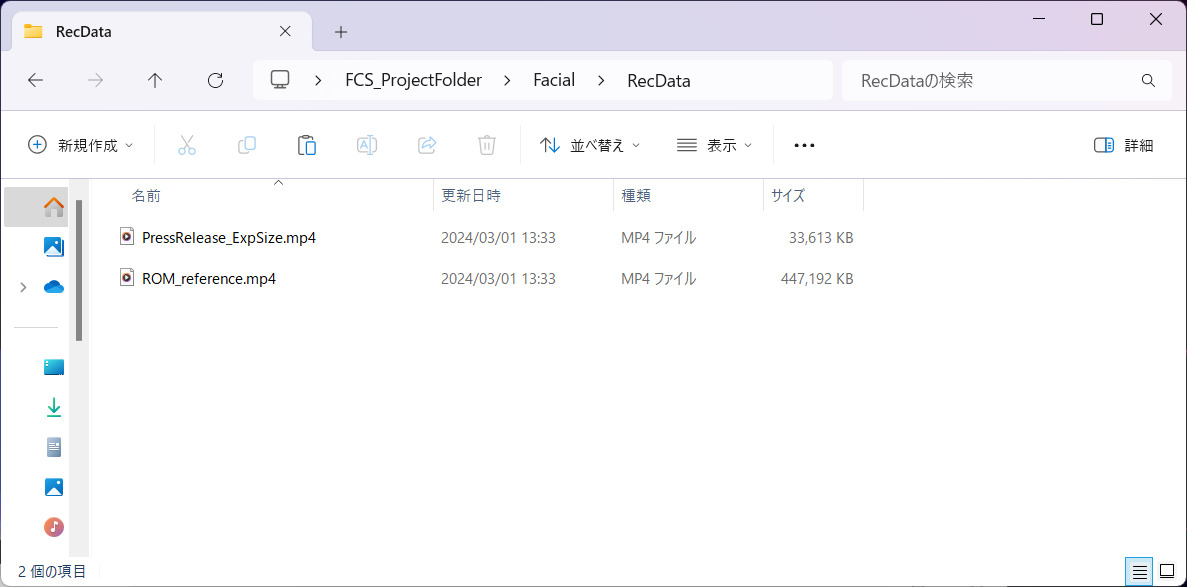 RecData
FCS_ProjectFolder Facial RecData
RecDataの検索
新規作成 並べ替え 表示 詳細
名前 更新日時 種類 サイズ
PressRelease_ExpSize.mp4 2024/03/01 13:33 MP4 ファイル 33,613 KB
ROM_reference.mp4 2024/03/01 13:33 MP4 ファイル 447,192 KB
2 個の項目